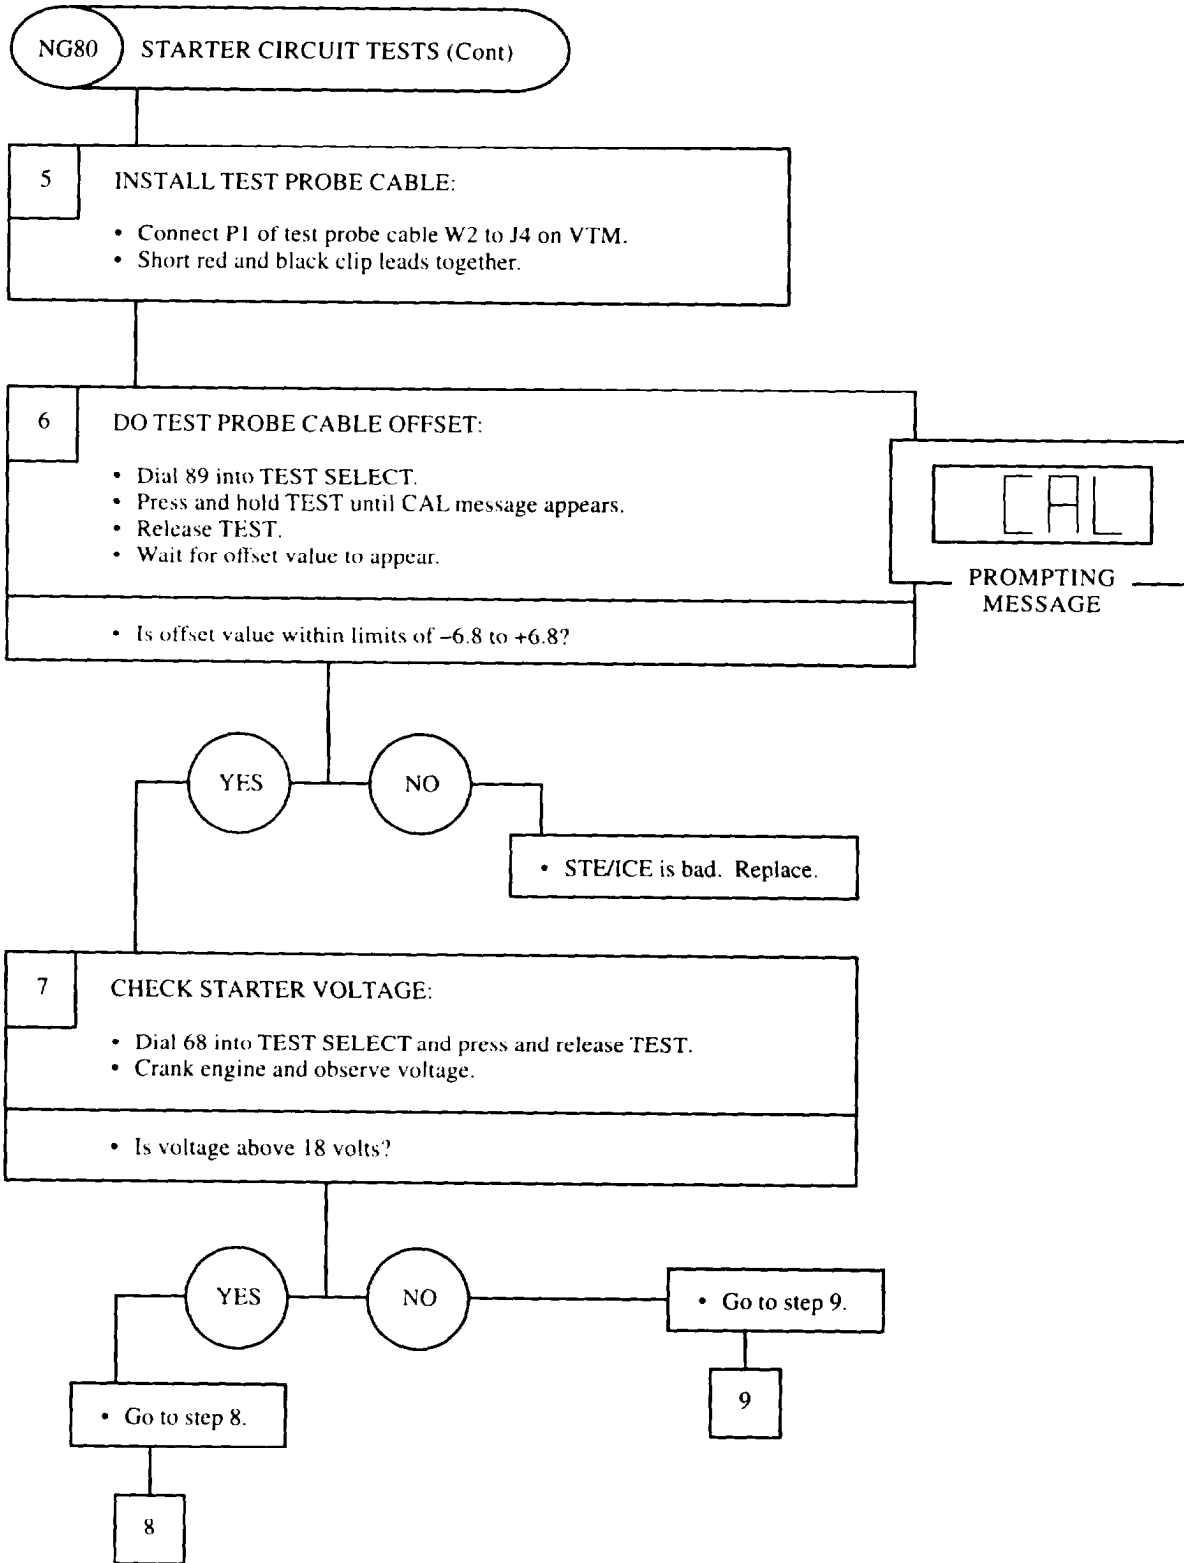 NG80 STARTER CIRCUIT TESTS (Cont)
5 INSTALL TEST PROBE CABLE:
• Connect P1 of test probe cable W2 to J4 on VTM.
• Short red and black clip leads together.
6 DO TEST PROBE CABLE OFFSET:
• Dial 89 into TEST SELECT.
• Press and hold TEST until CAL message appears.
• Release TEST.
• Wait for offset value to appear.
CAL
PROMPTING
MESSAGE
• Is offset value within limits of –6.8 to +6.8?
YES NO
• STE/ICE is bad. Replace.
7 CHECK STARTER VOLTAGE:
• Dial 68 into TEST SELECT and press and release TEST.
• Crank engine and observe voltage.
• Is voltage above 18 volts?
YES NO
• Go to step 9.
9
• Go to step 8.
8